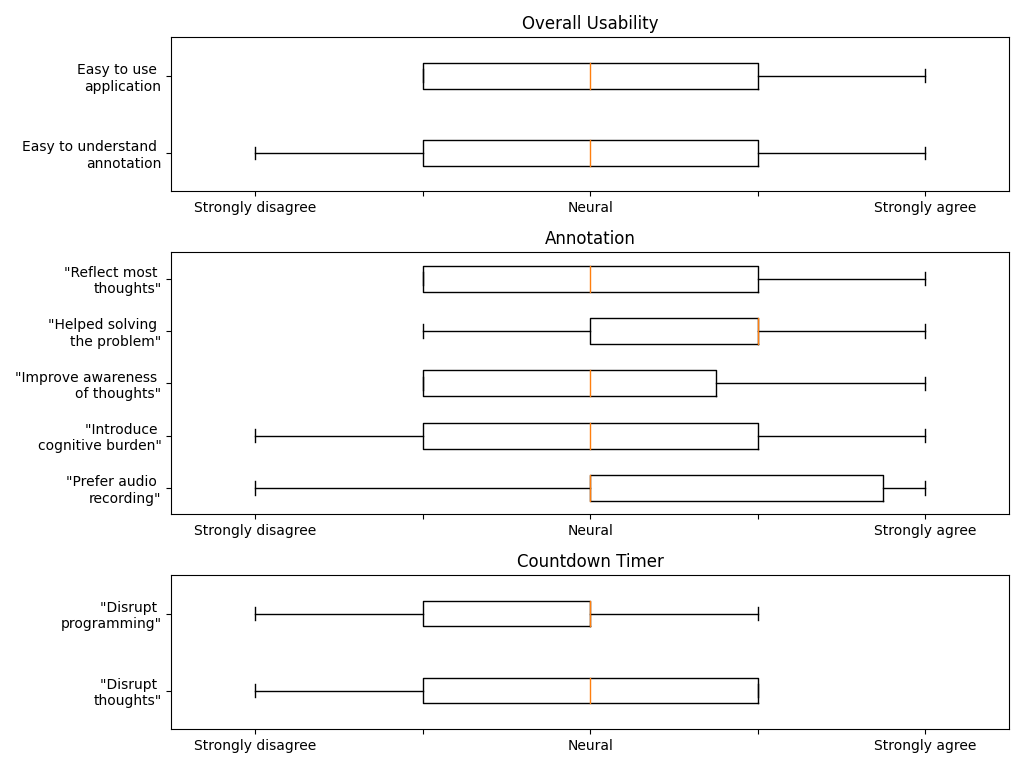 Overall Usability
Easy to use
application
Easy to understand
annotation
Strongly disagree
Neural
Strongly agree
Annotation
"Reflect most
thoughts"
"Helped solving
the problem"
"Improve awareness
of thoughts"
"Introduce
cognitive burden"
"Prefer audio
recording"
Strongly disagree
Neural
Strongly agree
Countdown Timer
"Disrupt
programming"
"Disrupt
thoughts"
Strongly disagree
Neural
Strongly agree